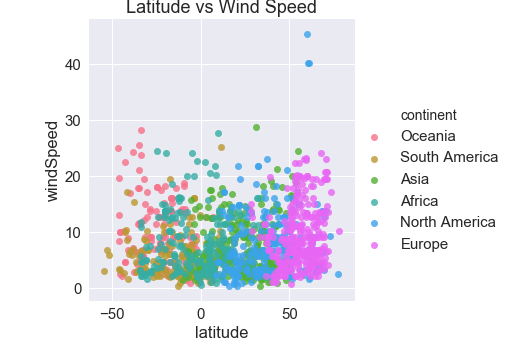 Latitude vs Wind Speed
windSpeed
40
30
20
10
0
−50
0
50
latitude
continent
Oceania
South America
Asia
Africa
North America
Europe